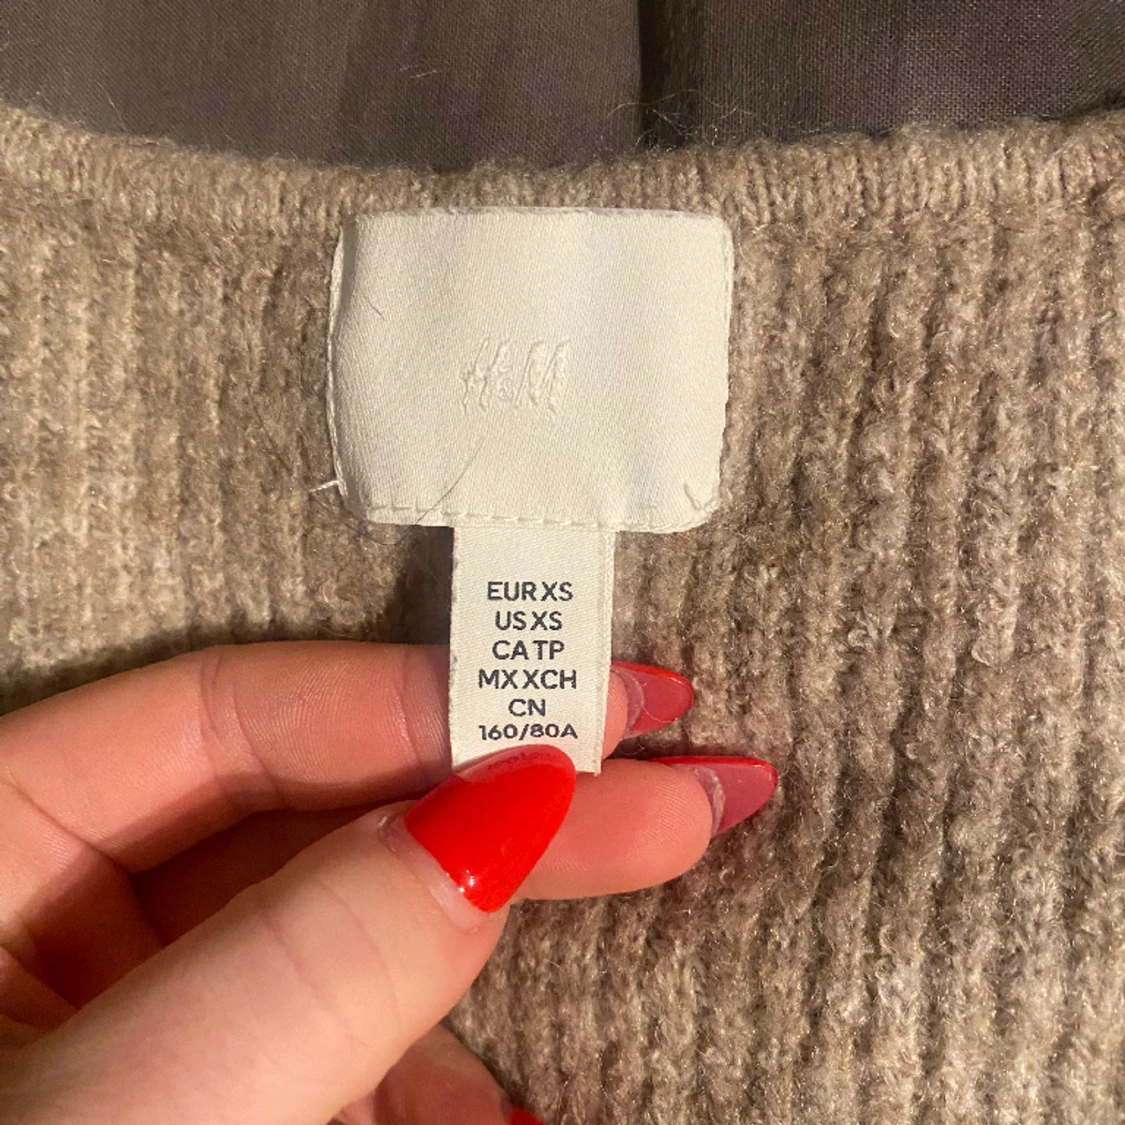 H&M
EUR XS
US XS
CA TP
MX XCH
CN
160/80A